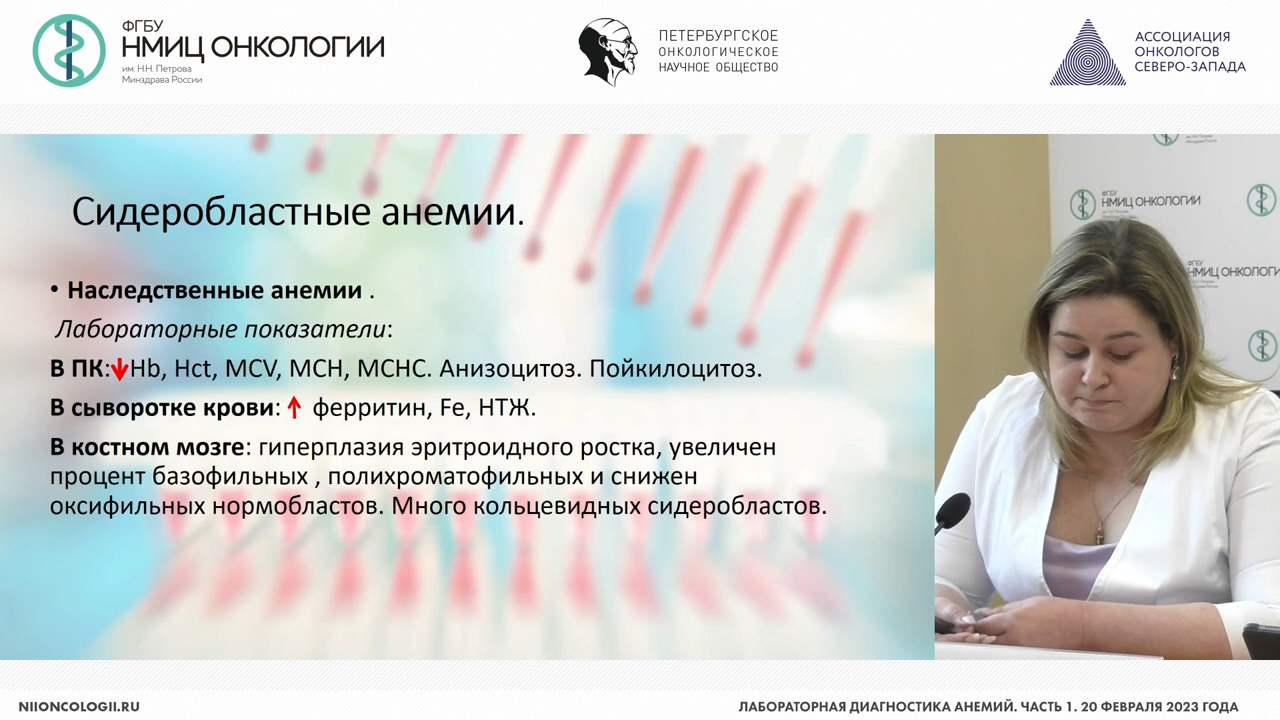 ФГБУ
НМИЦ ОНКОЛОГИИ
им. Н.Н. Петрова
Минздрава России
ПЕТЕРБУРГСКОЕ
ОНКОЛОГИЧЕСКОЕ
НАУЧНОЕ ОБЩЕСТВО
АССОЦИАЦИЯ
ОНКОЛОГОВ
СЕВЕРО-ЗАПАДА
Сидеробластные анемии.
• Наследственные анемии .
Лабораторные показатели:
В ПК:↓Hb, Hct, MCV, MCH, MCHC. Анизоцитоз. Пойкилоцитоз.
В сыворотке крови: ↑ ферритин, Fe, НТЖ.
В костном мозге: гиперплазия эритроидного ростка, увеличен
процент базофильных , полихроматофильных и снижен
оксифильных нормобластов. Много кольцевидных сидеробластов.
ФГБУ
НМИЦ ОНКОЛОГИИ
ФГБУ
НМИЦ ОНКОЛОГИ
NIIONCOLOGII.RU
ЛАБОРАТОРНАЯ ДИАГНОСТИКА АНЕМИЙ. ЧАСТЬ 1. 20 ФЕВРАЛЯ 2023 ГОДА